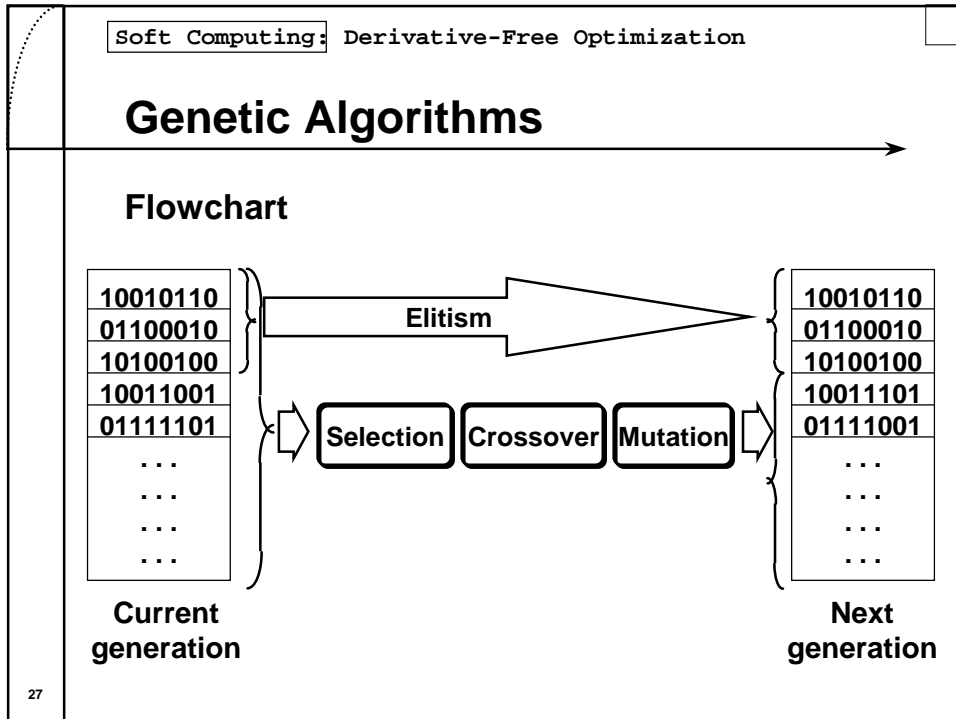 Soft Computing: Derivative-Free Optimization
Genetic Algorithms
Flowchart
10010110
01100010
10100100
10011001
01111101
. . .
. . .
. . .
. . .
Current
generation
Elitism
Selection
Crossover
Mutation
10010110
01100010
10100100
10011101
01111001
. . .
. . .
. . .
. . .
Next
generation
27